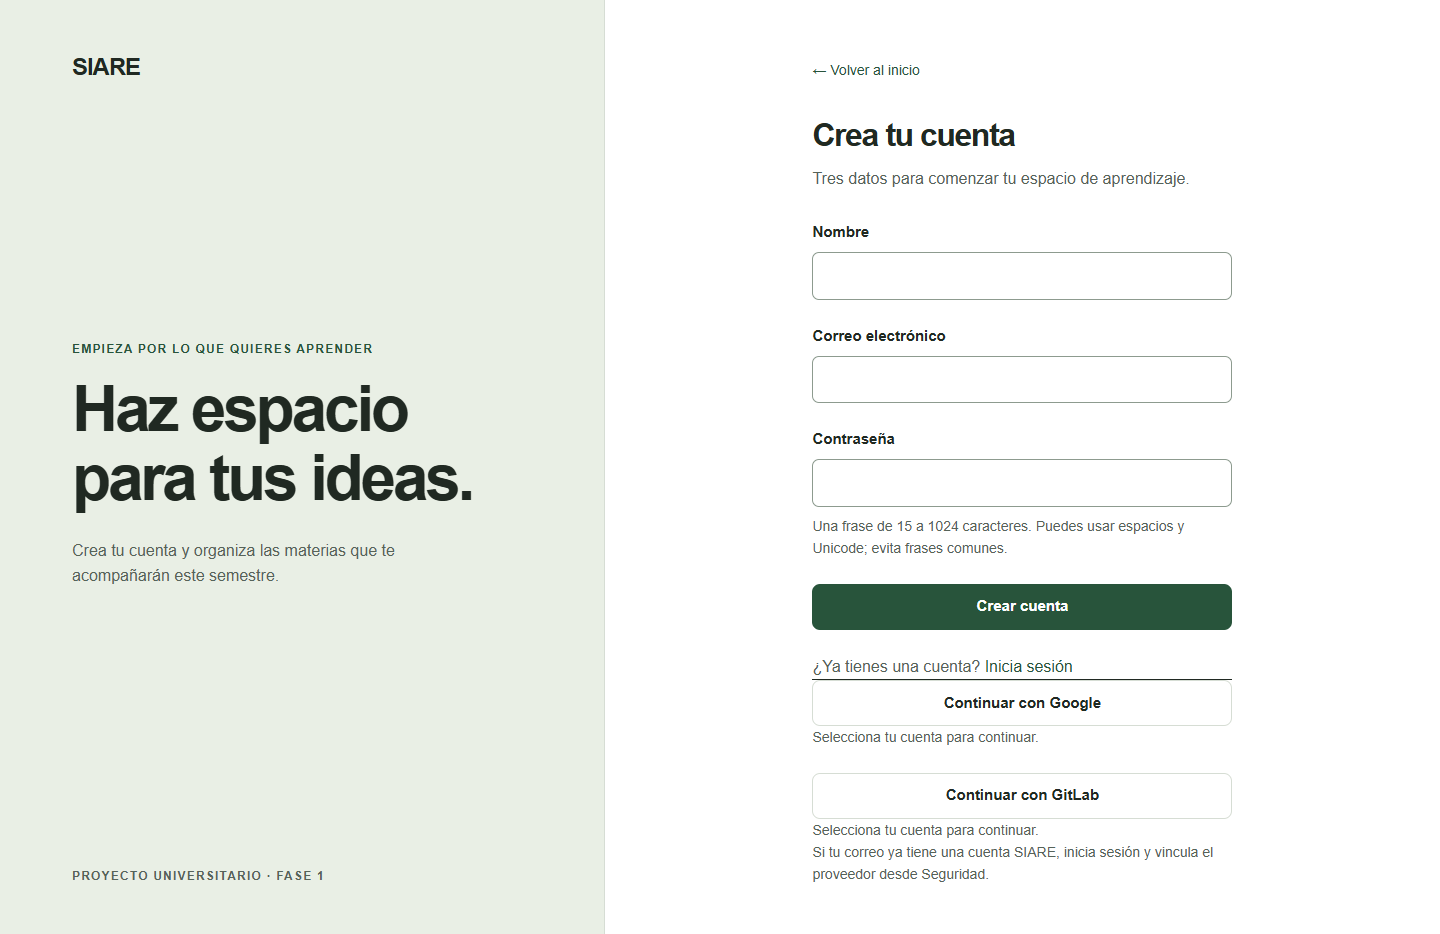 SIARE
EMPIEZA POR LO QUE QUIERES APRENDER
Haz espacio
para tus ideas.
Crea tu cuenta y organiza las materias que te
acompañarán este semestre.
PROYECTO UNIVERSITARIO · FASE 1
← Volver al inicio
Crea tu cuenta
Tres datos para comenzar tu espacio de aprendizaje.
Nombre
Correo electrónico
Contraseña
Una frase de 15 a 1024 caracteres. Puedes usar espacios y
Unicode; evita frases comunes.
Crear cuenta
¿Ya tienes una cuenta? Inicia sesión
Continuar con Google
Selecciona tu cuenta para continuar.
Continuar con GitLab
Selecciona tu cuenta para continuar.
Si tu correo ya tiene una cuenta SIARE, inicia sesión y vincula el
proveedor desde Seguridad.